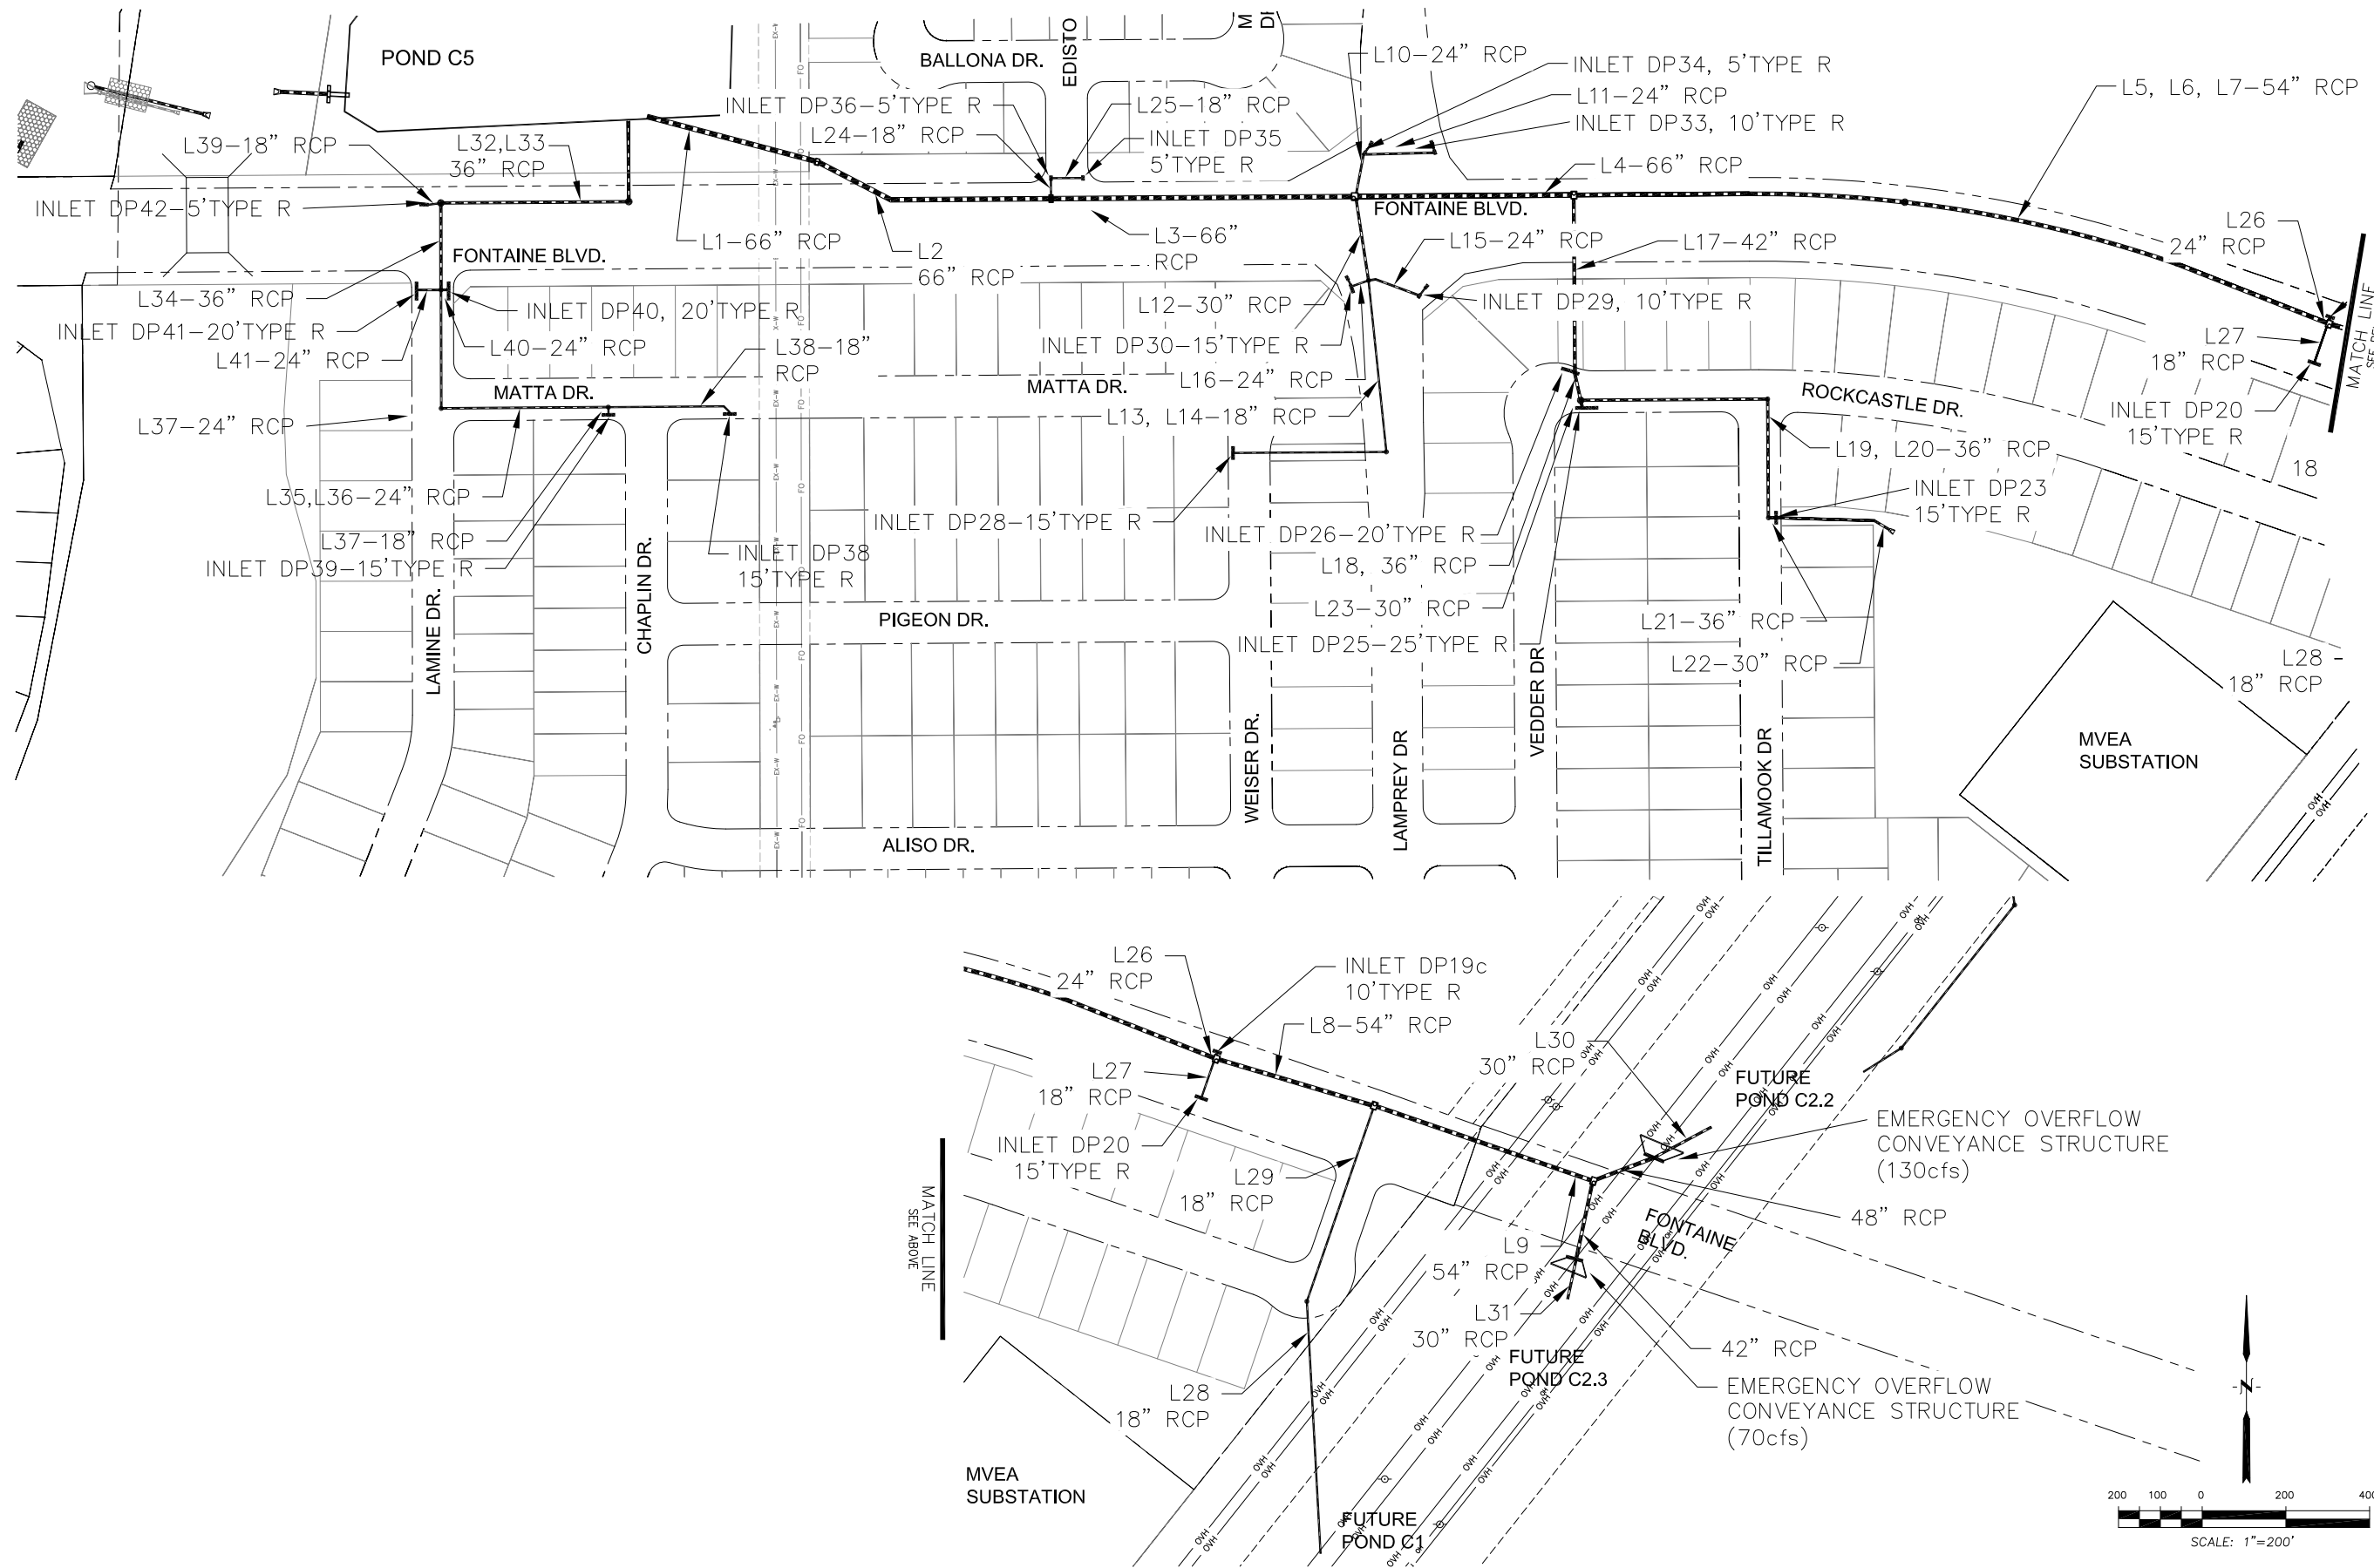 POND C5
BALLONA DR.
EDISTO
L10-24" RCP
INLET DP34, 5'TYPE R
L11-24" RCP
INLET DP33, 10'TYPE R
L5, L6, L7-54" RCP
INLET DP36-5'TYPE R
L24-18" RCP
L25-18" RCP
INLET DP35
5'TYPE R
L39-18" RCP
L32,L33
36" RCP
L4-66" RCP
INLET DP42-5'TYPE R
FONTAINE BLVD.
L1-66" RCP
L2
66" RCP
L3-66"
RCP
FONTAINE BLVD.
L15-24" RCP
L17-42" RCP
L26
24" RCP
MATCH LINE
L34-36" RCP
INLET DP40, 20'TYPE R
L12-30" RCP
INLET DP29, 10'TYPE R
INLET DP41-20'TYPE R
L41-24" RCP
L40-24" RCP
L38-18"
RCP
INLET DP30-15'TYPE R
L16-24" RCP
L27
18" RCP
MATTA DR.
MATTA DR.
ROCKCASTLE DR.
L37-24" RCP
L13, L14-18" RCP
INLET DP20
15'TYPE R
18
L19, L20-36" RCP
L35,L36-24" RCP
INLET DP23
15'TYPE R
INLET DP28-15'TYPE R
INLET DP26-20'TYPE R
L37-18" RCP
INLET DP39-15'TYPE R
INLET DP38
15'TYPE R
L18, 36" RCP
L23-30" RCP
L21-36" RCP
INLET DP25-25'TYPE R
L22-30" RCP
L28
18" RCP
LAMINE DR.
CHAPLIN DR.
PIGEON DR.
WEISER DR.
LAMPREY DR
VEDDER DR
TILLAMOOK DR
ALISO DR.
MVEA
SUBSTATION
EX-W
FO
OVH
L26
24" RCP
INLET DP19c
10'TYPE R
L8-54" RCP
L30
30" RCP
L27
18" RCP
FUTURE
POND C2.2
EMERGENCY OVERFLOW
CONVEYANCE STRUCTURE
(130cfs)
INLET DP20
15'TYPE R
L29
18" RCP
48" RCP
MATCH LINE
SEE ABOVE
FONTAINE
BLVD.
L9
54" RCP
L31
30" RCP
42" RCP
FUTURE
POND C2.3
L28
18" RCP
EMERGENCY OVERFLOW
CONVEYANCE STRUCTURE
(70cfs)
MVEA
SUBSTATION
FUTURE
POND C1
N
200 100 0 200 400
SCALE: 1"=200'